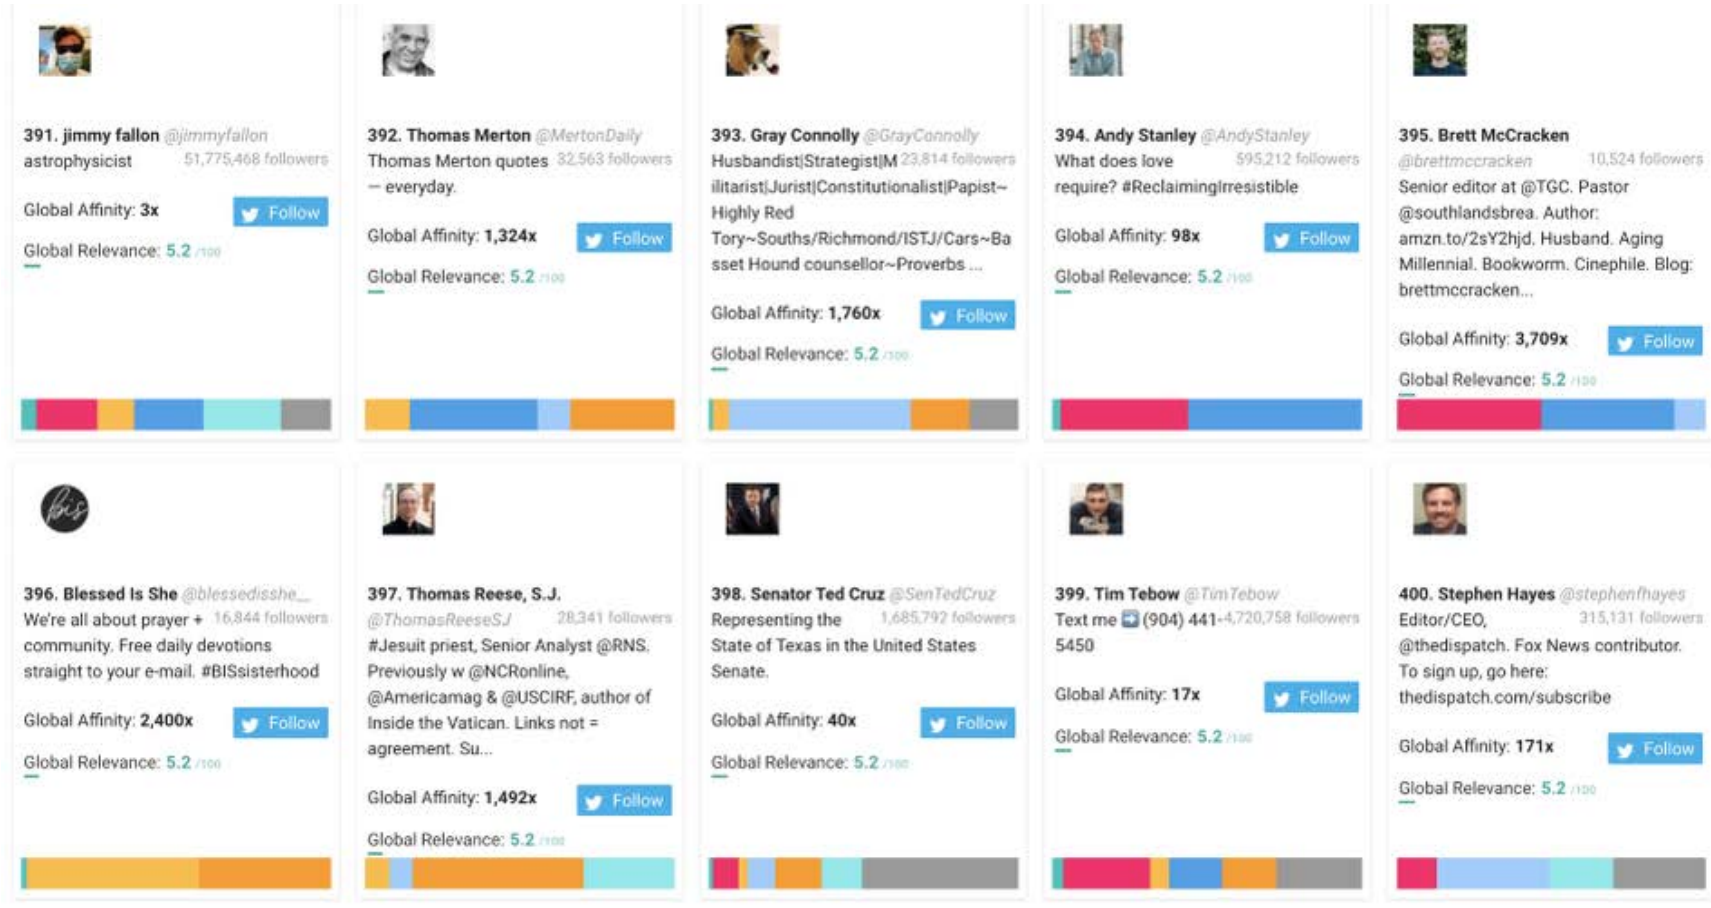 391. jimmy fallon @jimmyfallon
astrophysicist 51,775,468 followers
Global Affinity: 3x Follow
Global Relevance: 5.2 /100
392. Thomas Merton @MertonDaily
Thomas Merton quotes 32,563 followers
— everyday.
Global Affinity: 1,324x Follow
Global Relevance: 5.2 /100
393. Gray Connolly @GrayConnolly
Husbandist|Strategist|M 23,814 followers
ilitarist|Jurist|Constitutionalist|Papist~
Highly Red
Tory~Souths/Richmond/ISTJ/Cars~Ba
sset Hound counsellor~Proverbs ...
Global Affinity: 1,760x Follow
Global Relevance: 5.2 /100
394. Andy Stanley @AndyStanley
What does love 595,212 followers
require? #ReclaimingIrresistible
Global Affinity: 98x Follow
Global Relevance: 5.2 /100
395. Brett McCracken
@brettmccracken 10,524 followers
Senior editor at @TGC. Pastor
@southlandsbrea. Author:
amzn.to/2sY2hjd. Husband. Aging
Millennial. Bookworm. Cinephile. Blog:
brettmccracken...
Global Affinity: 3,709x Follow
Global Relevance: 5.2 /100
bis
396. Blessed Is She @blessedisshe__
We're all about prayer + 16,844 followers
community. Free daily devotions
straight to your e-mail. #BISsisterhood
Global Affinity: 2,400x Follow
Global Relevance: 5.2 /100
397. Thomas Reese, S.J.
@ThomasReeseSJ 28,341 followers
#Jesuit priest, Senior Analyst @RNS.
Previously w @NCRonline,
@Americamag & @USCIRF, author of
Inside the Vatican. Links not =
agreement. Su...
Global Affinity: 1,492x Follow
Global Relevance: 5.2 /100
398. Senator Ted Cruz @SenTedCruz
Representing the 1,685,792 followers
State of Texas in the United States
Senate.
Global Affinity: 40x Follow
Global Relevance: 5.2 /100
399. Tim Tebow @TimTebow
Text me ➡️ (904) 441- 4,720,758 followers
5450
Global Affinity: 17x Follow
Global Relevance: 5.2 /100
400. Stephen Hayes @stephenfhayes
Editor/CEO, 315,131 followers
@thedispatch. Fox News contributor.
To sign up, go here:
thedispatch.com/subscribe
Global Affinity: 171x Follow
Global Relevance: 5.2 /100